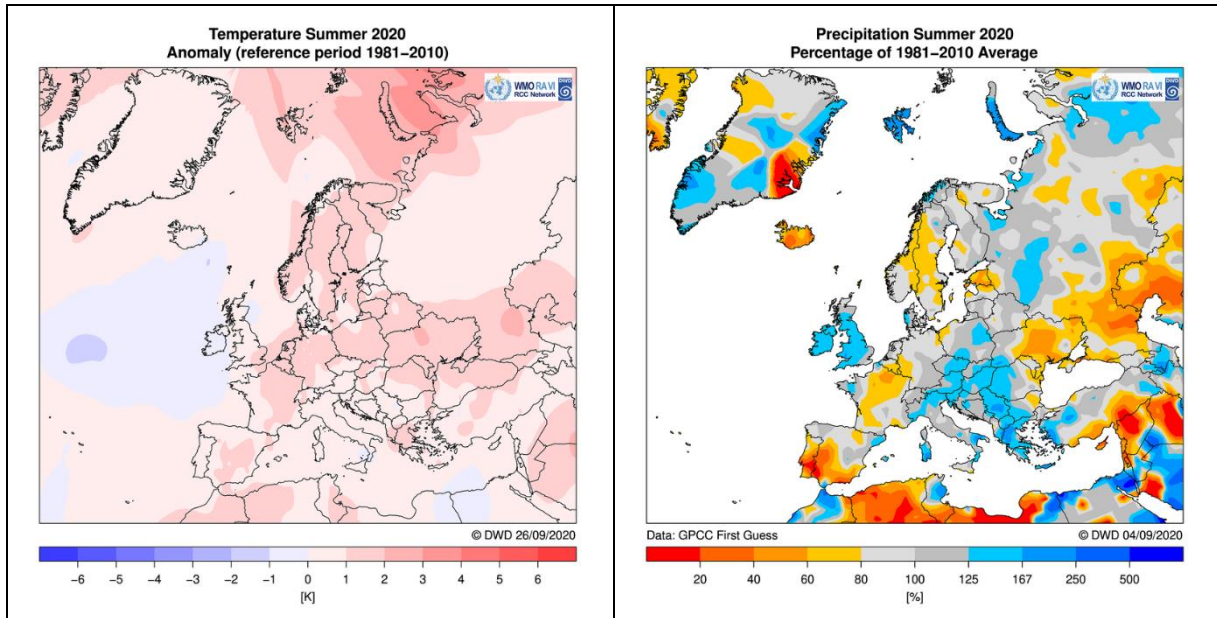 Temperature Summer 2020
Anomaly (reference period 1981−2010)
WMO RA VI
RCC Network
DWD
© DWD 26/09/2020
−6 −5 −4 −3 −2 −1 0 1 2 3 4 5 6
[K]
Precipitation Summer 2020
Percentage of 1981−2010 Average
WMO RA VI
RCC Network
DWD
Data: GPCC First Guess © DWD 04/09/2020
20 40 60 80 100 125 167 250 500
[%]